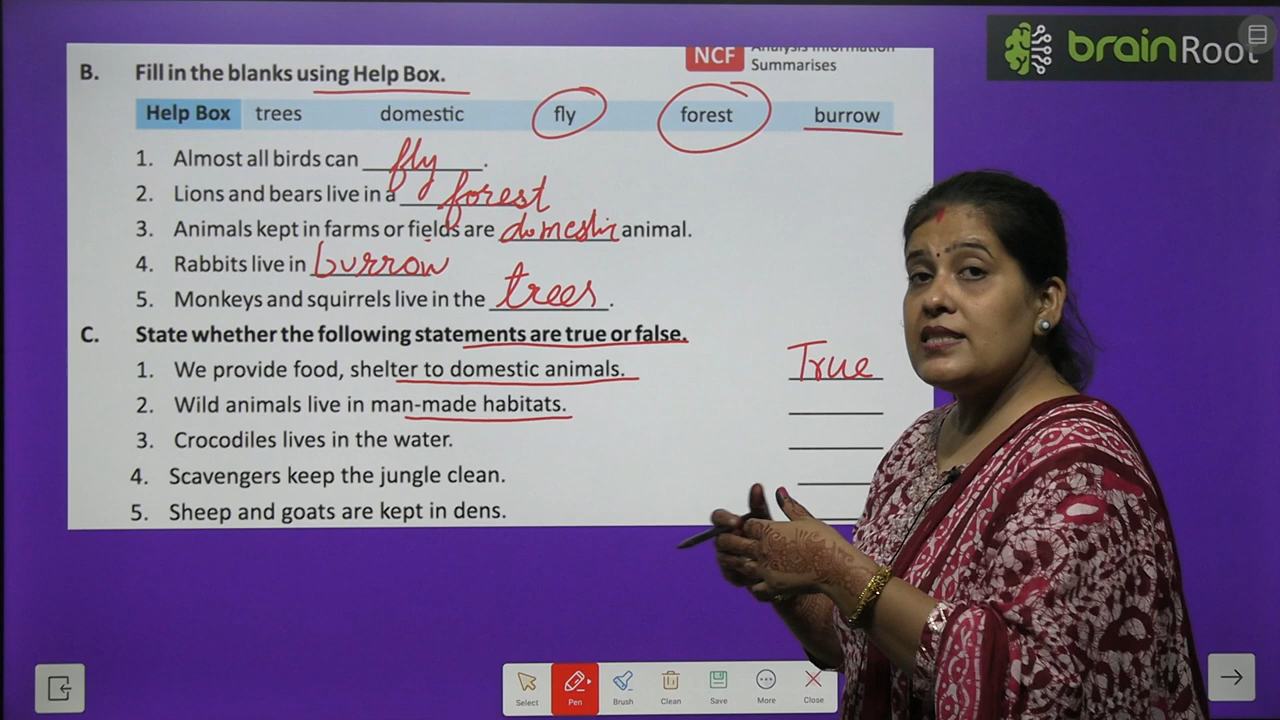 brainRoot
NCF Analysis Information
Summarises
B. Fill in the blanks using Help Box.
Help Box trees domestic fly forest burrow
1. Almost all birds can fly.
2. Lions and bears live in a forest
3. Animals kept in farms or fields are domestic animal.
4. Rabbits live in burrow
5. Monkeys and squirrels live in the trees.
C. State whether the following statements are true or false.
1. We provide food, shelter to domestic animals. True
2. Wild animals live in man-made habitats.
3. Crocodiles lives in the water.
4. Scavengers keep the jungle clean.
5. Sheep and goats are kept in dens.
Select Pen Brush Clean Save More Close